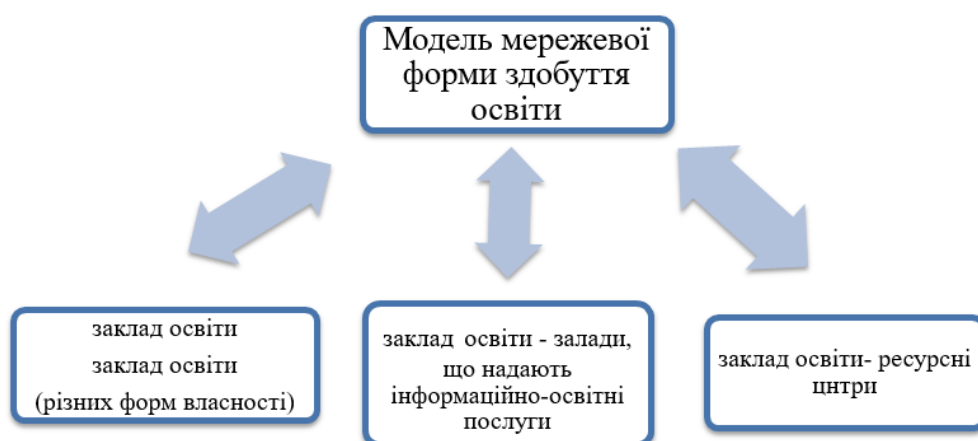 Модель мережевої
форми здобуття
освіти
заклад освіти
заклад освіти
(різних форм власності)
заклад освіти - залади,
що надають
інформаційно-освітні
послуги
заклад освіти- ресурсні
цнтри